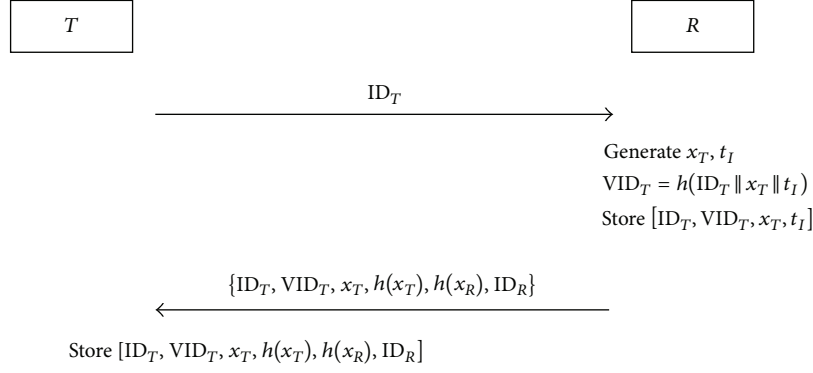 T
R
ID_T
Generate x_T, t_I
VID_T = h(ID_T ∥ x_T ∥ t_I)
Store [ID_T, VID_T, x_T, t_I]
{ID_T, VID_T, x_T, h(x_T), h(x_R), ID_R}
Store [ID_T, VID_T, x_T, h(x_T), h(x_R), ID_R]